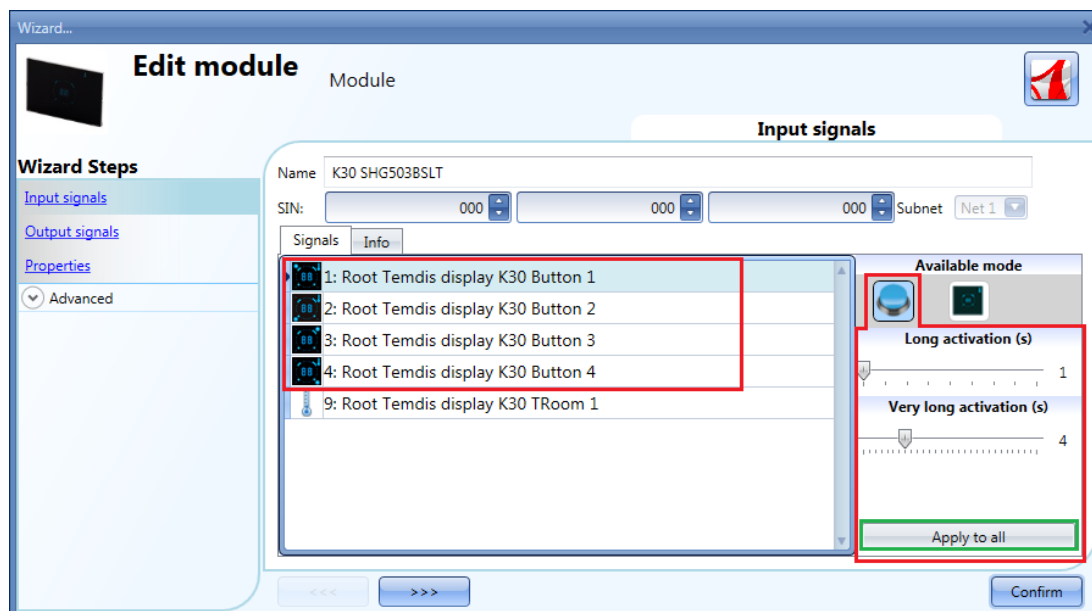 Wizard...
Edit module
Module
Input signals
Wizard Steps
Input signals
Output signals
Properties
Advanced
Name K30 SHG503BSLT
SIN: 000 000 000 Subnet Net 1
Signals Info
1: Root Temdis display K30 Button 1
2: Root Temdis display K30 Button 2
3: Root Temdis display K30 Button 3
4: Root Temdis display K30 Button 4
9: Root Temdis display K30 TRoom 1
Available mode
Long activation (s)
1
Very long activation (s)
4
Apply to all
<<< >>> Confirm